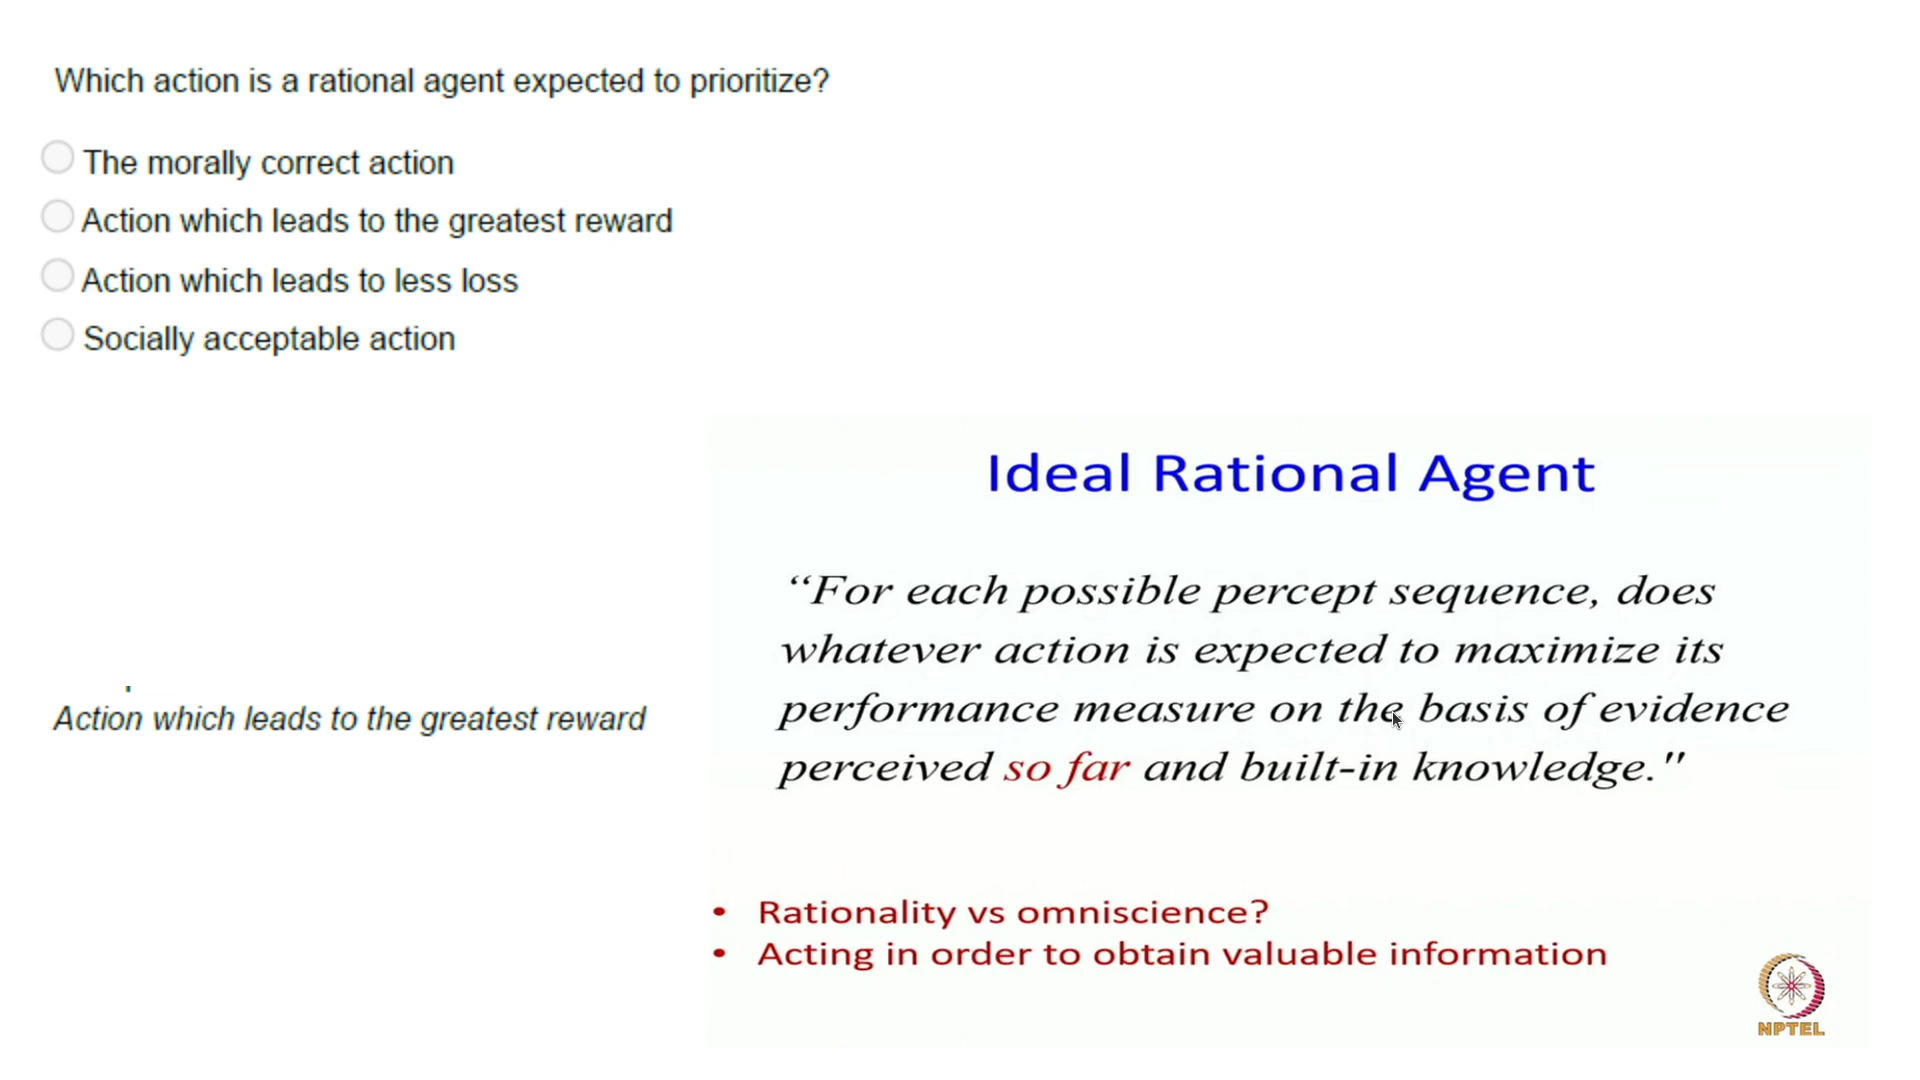 Which action is a rational agent expected to prioritize?
The morally correct action
Action which leads to the greatest reward
Action which leads to less loss
Socially acceptable action
Action which leads to the greatest reward
Ideal Rational Agent
“For each possible percept sequence, does
whatever action is expected to maximize its
performance measure on the basis of evidence
perceived so far and built-in knowledge."
• Rationality vs omniscience?
• Acting in order to obtain valuable information
NPTEL